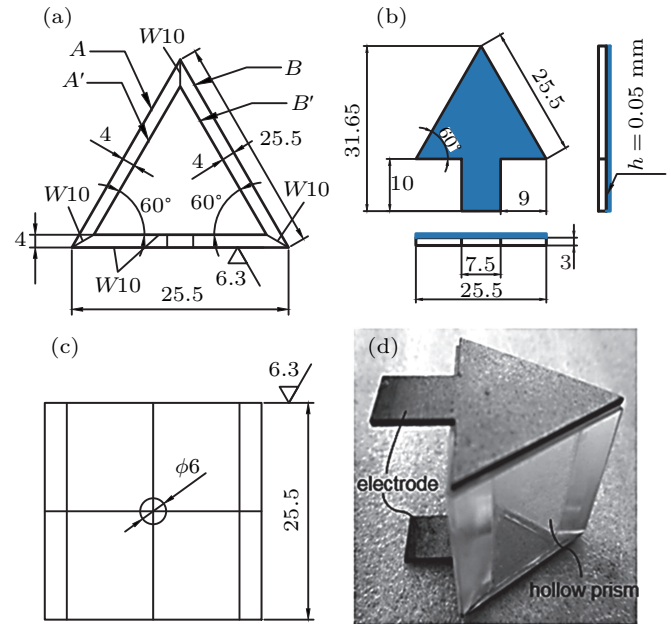 (a)
W10
A
A′
B
B′
4
4
25.5
60°
60°
W10
W10
4
W10
6.3
25.5
(b)
31.65
25.5
60°
10
9
h = 0.05 mm
7.5
3
25.5
(c)
6.3
ϕ6
25.5
(d)
electrode
hollow prism